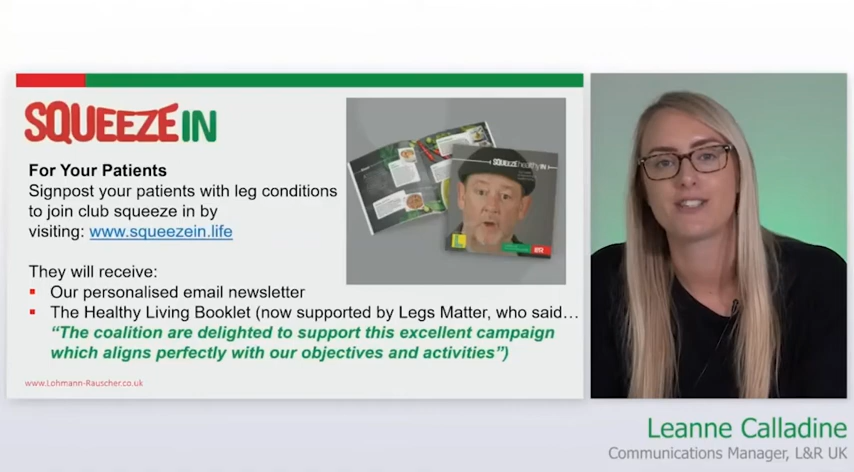 SQUEEZEIN
For Your Patients
Signpost your patients with leg conditions
to join club squeeze in by
visiting: www.squeezein.life
They will receive:
Our personalised email newsletter
The Healthy Living Booklet (now supported by Legs Matter, who said…
“The coalition are delighted to support this excellent campaign
which aligns perfectly with our objectives and activities”)
www.Lohmann-Rauscher.co.uk
SQUEEZEhealthyIN
Leanne Calladine
Communications Manager, L&R UK